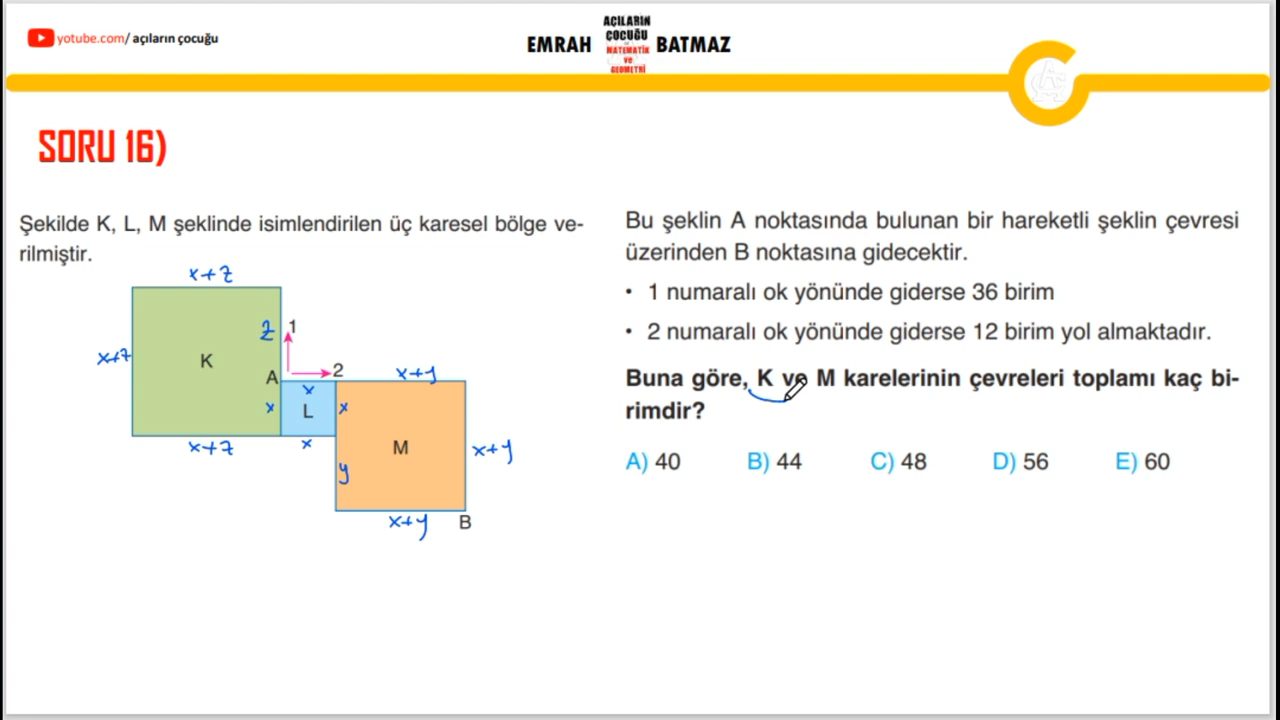 yotube.com/ açıların çocuğu
EMRAH
AÇILARIN
ÇOCUĞU
MATEMATİK
ve
GEOMETRİ
BATMAZ
SORU 16)
Şekilde K, L, M şeklinde isimlendirilen üç karesel bölge ve-
rilmiştir.
x+z
z
1
x+z
K
A
2
x+y
x
x
L
x
x+z
x
M
y
x+y
x+y
B
Bu şeklin A noktasında bulunan bir hareketli şeklin çevresi
üzerinden B noktasına gidecektir.
• 1 numaralı ok yönünde giderse 36 birim
• 2 numaralı ok yönünde giderse 12 birim yol almaktadır.
Buna göre, K ve M karelerinin çevreleri toplamı kaç bi-
rimdir?
A) 40 B) 44 C) 48 D) 56 E) 60